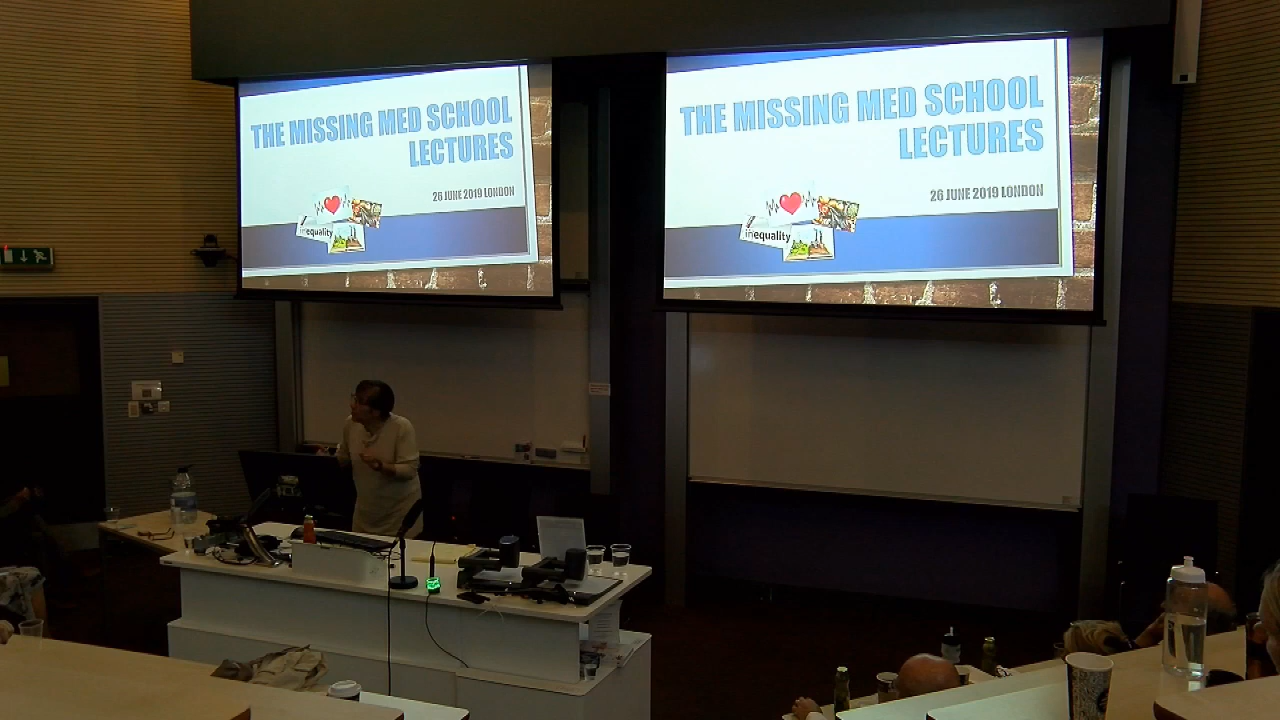 THE MISSING MED SCHOOL
LECTURES
26 JUNE 2019 LONDON
inequality
THE MISSING MED SCHOOL
LECTURES
26 JUNE 2019 LONDON
inequality